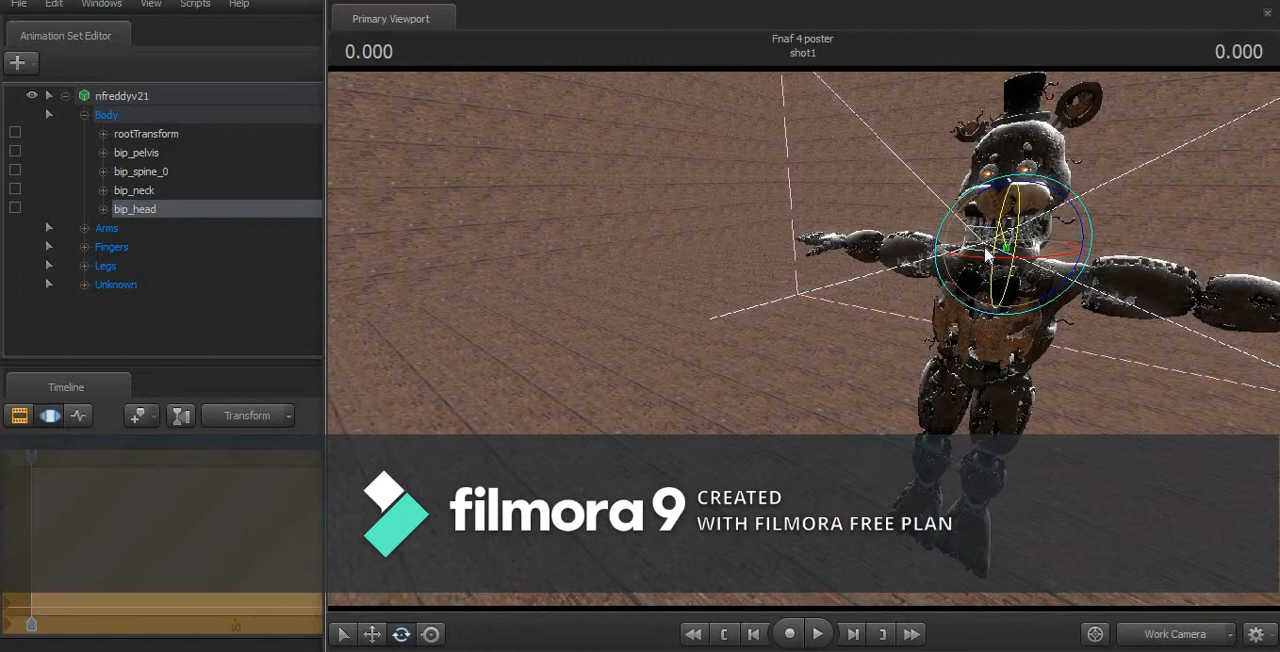 File Edit Windows View Scripts Help
Primary Viewport
Animation Set Editor
Fnaf 4 poster
shot1
0.000
0.000
nfreddyv21
Body
rootTransform
bip_pelvis
bip_spine_0
bip_neck
bip_head
Arms
Fingers
Legs
Unknown
Timeline
Transform
filmora 9
CREATED
WITH FILMORA FREE PLAN
Work Camera